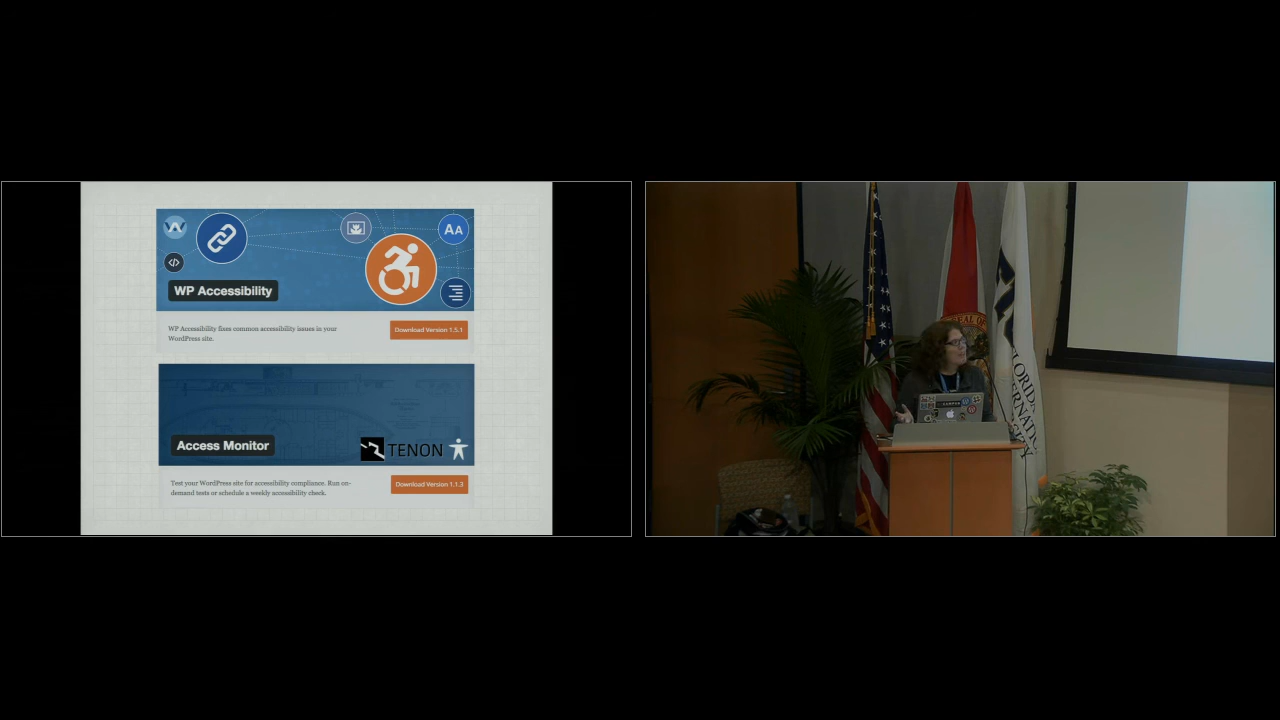 AA
WP Accessibility
WP Accessibility fixes common accessibility issues in your
WordPress site.
Download Version 1.5.1
Access Monitor
TENON
Test your WordPress site for accessibility compliance. Run on-
demand tests or schedule a weekly accessibility check.
Download Version 1.1.3
SEAL OF